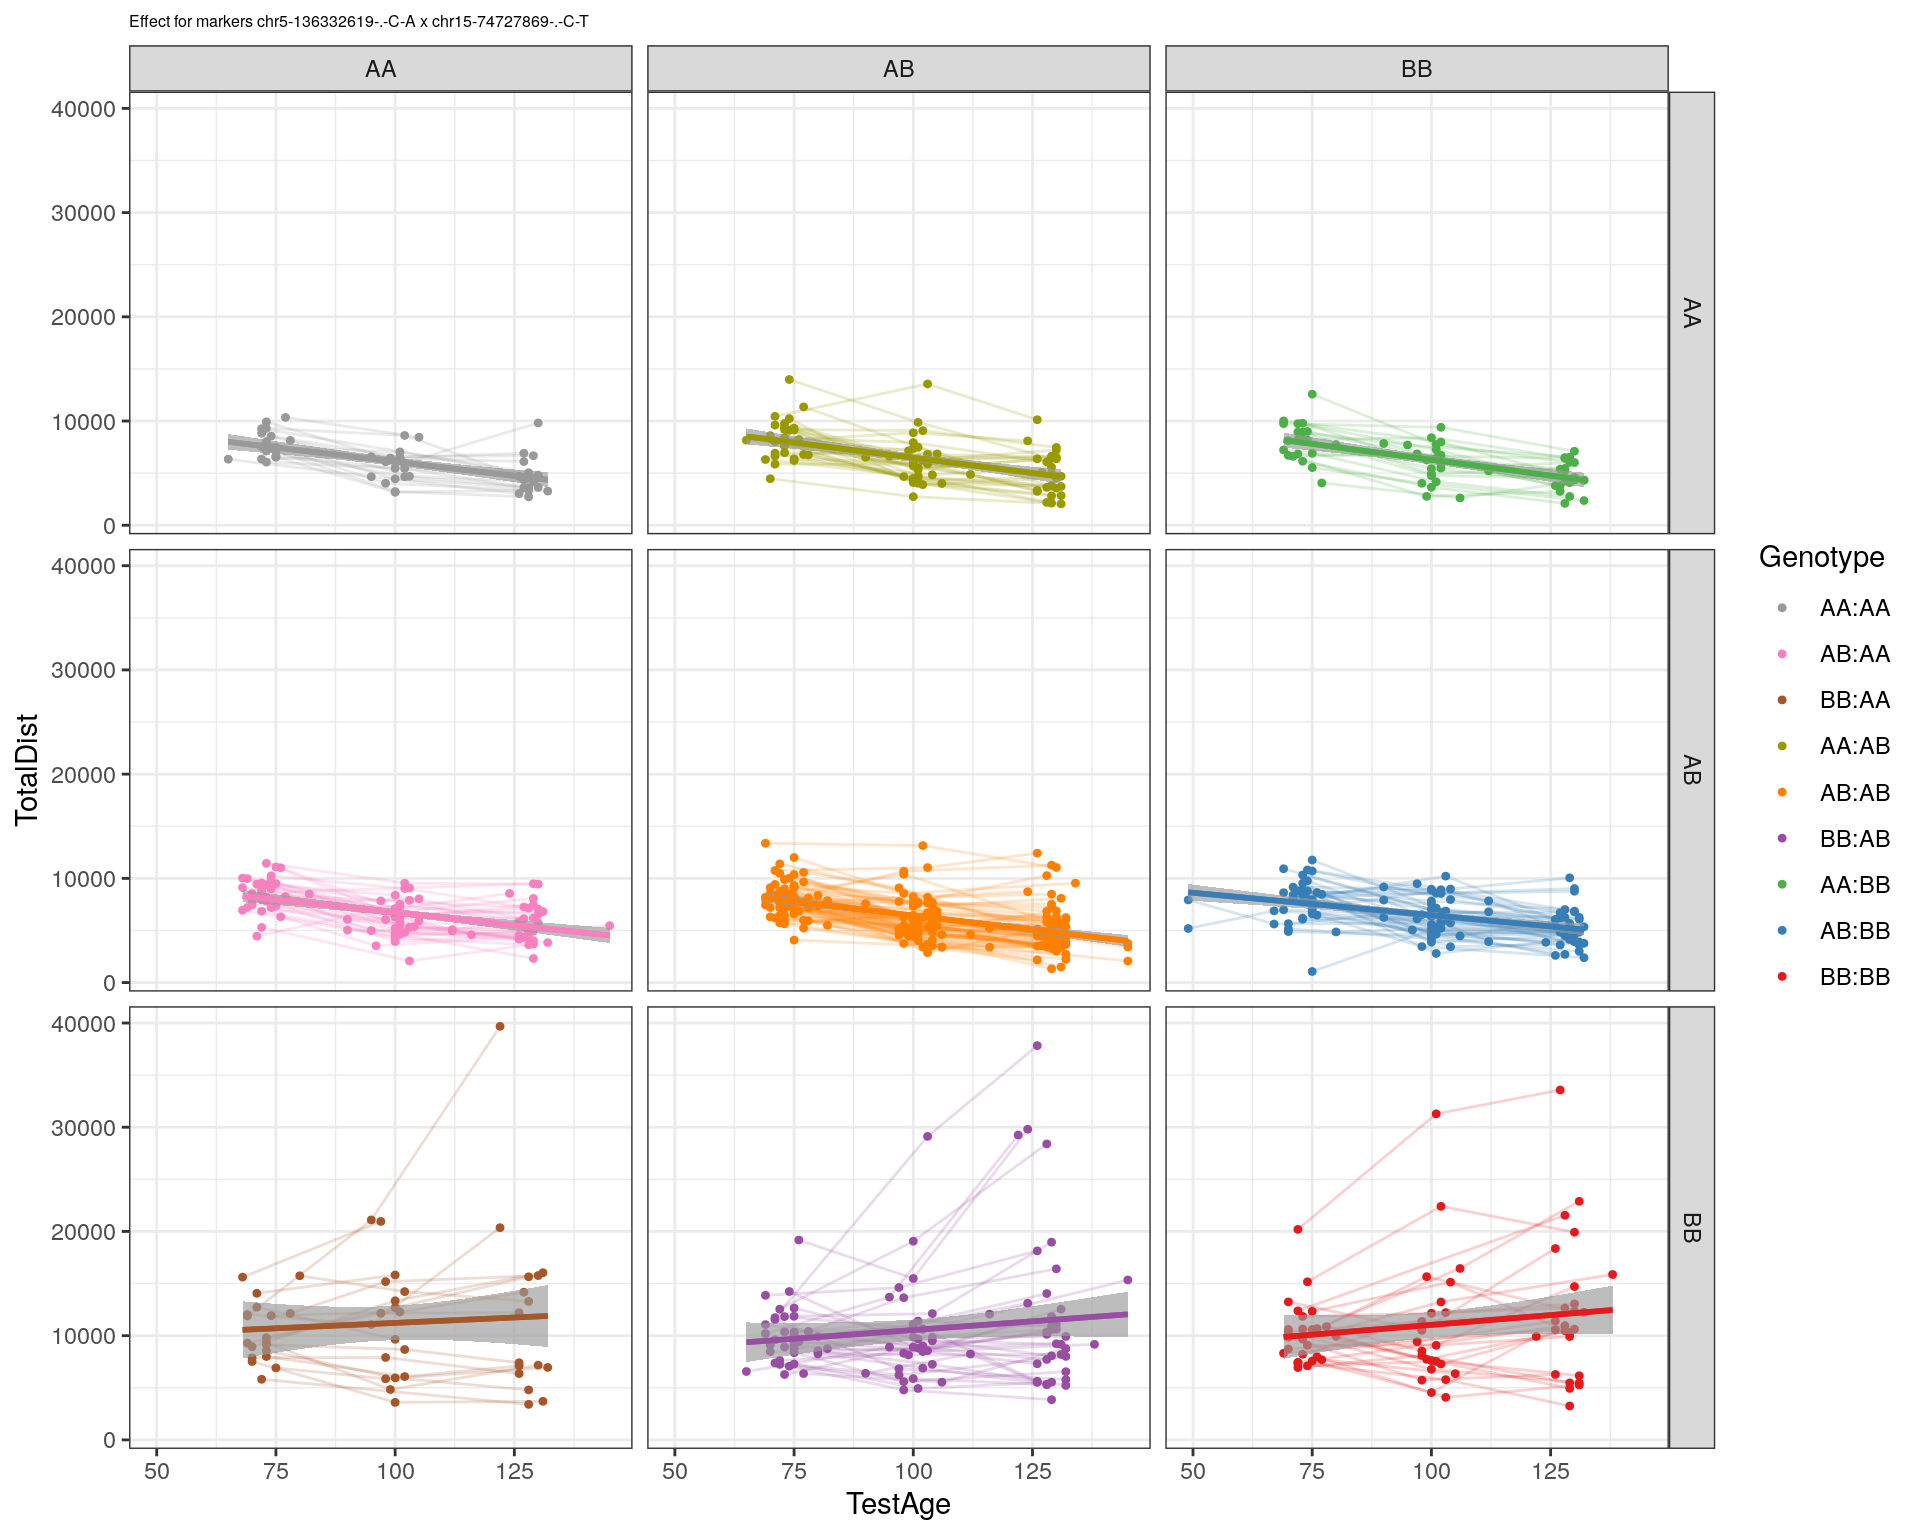 Effect for markers chr5-136332619-.-C-A x chr15-74727869-.-C-T
AA
AB
BB
40000
30000
20000
10000
0
AA
40000
30000
20000
10000
0
AB
40000
30000
20000
10000
0
BB
50
75
100
125
50
75
100
125
50
75
100
125
TestAge
TotalDist
Genotype
AA:AA
AB:AA
BB:AA
AA:AB
AB:AB
BB:AB
AA:BB
AB:BB
BB:BB